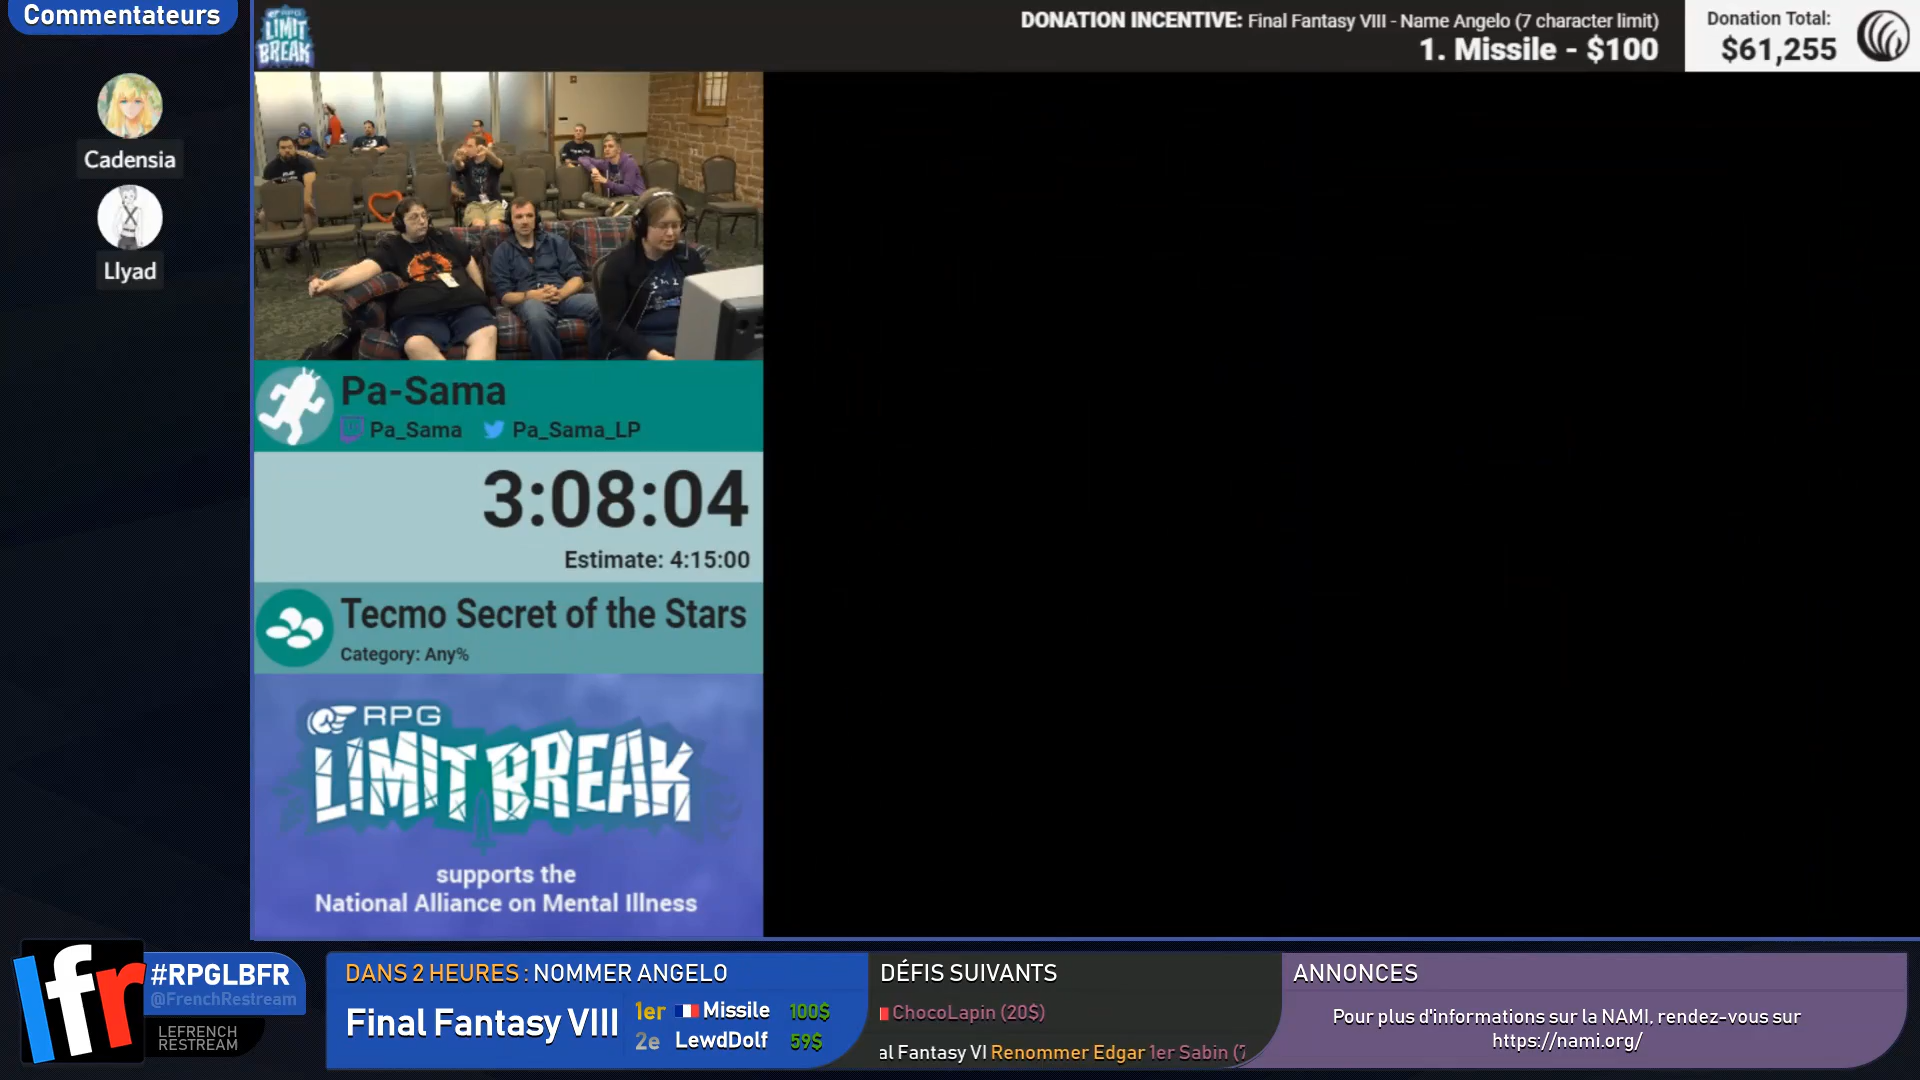 Commentateurs
Cadensia
Llyad
RPG
LIMIT
BREAK
DONATION INCENTIVE: Final Fantasy VIII - Name Angelo (7 character limit)
1. Missile - $100
Donation Total:
$61,255
Pa-Sama
Pa_Sama Pa_Sama_LP
3:08:04
Estimate: 4:15:00
Tecmo Secret of the Stars
Category: Any%
RPG
LIMIT BREAK
supports the
National Alliance on Mental Illness
lfr
#RPGLBFR
@FrenchRestream
LEFRENCH
RESTREAM
DANS 2 HEURES : NOMMER ANGELO
Final Fantasy VIII
1er Missile 100$
2e LewdDolf 59$
DÉFIS SUIVANTS
ChocoLapin (20$)
al Fantasy VI Renommer Edgar 1er Sabin (7
ANNONCES
Pour plus d'informations sur la NAMI, rendez-vous sur
https://nami.org/